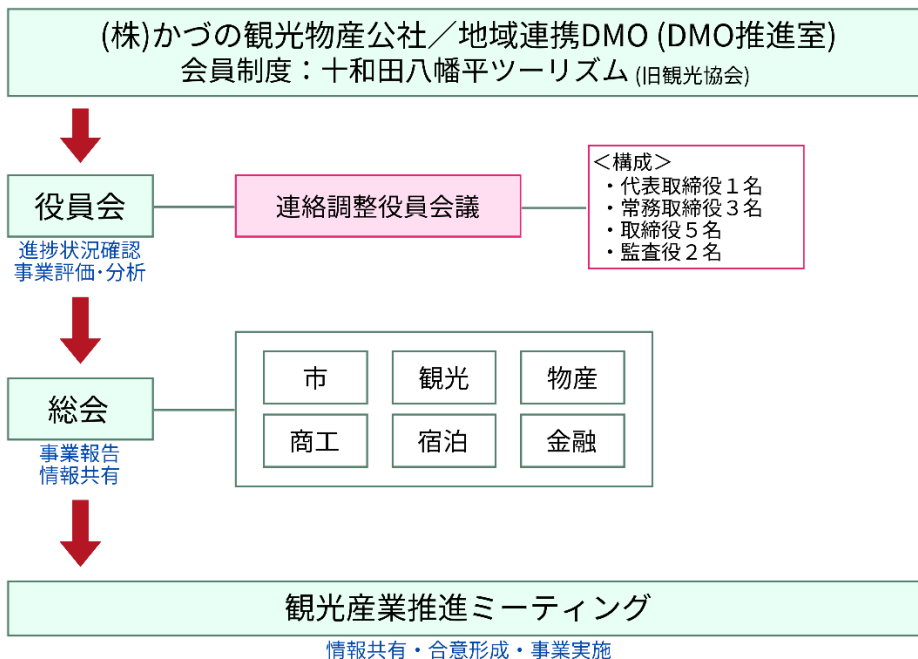 (株)かづの観光物産公社／地域連携DMO (DMO推進室)
会員制度：十和田八幡平ツーリズム (旧観光協会)
役員会
進捗状況確認
事業評価・分析
連絡調整役員会議
＜構成＞
・代表取締役１名
・常務取締役３名
・取締役５名
・監査役２名
総会
事業報告
情報共有
市
観光
物産
商工
宿泊
金融
観光産業推進ミーティング
情報共有・合意形成・事業実施